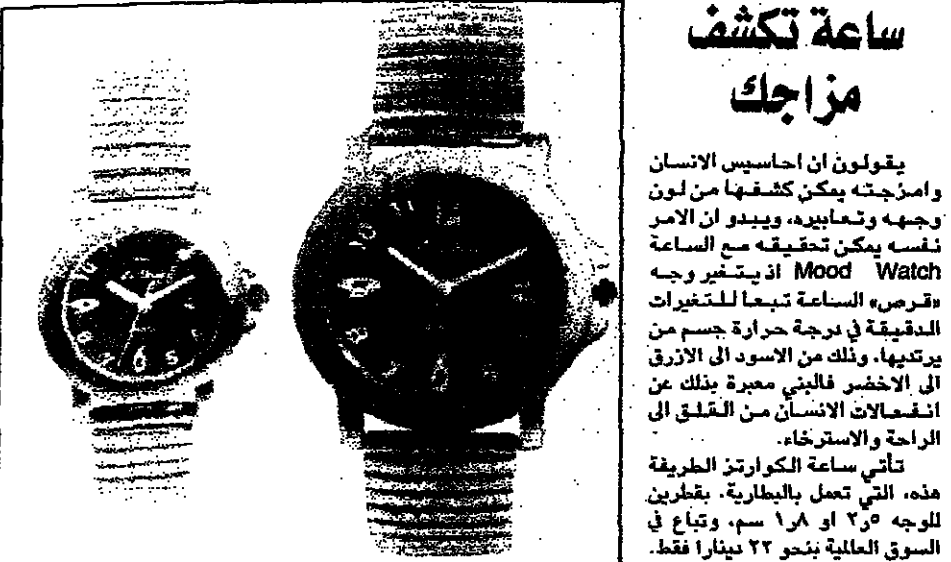 ساعة تكشف
مزاجك
يقولون ان احاسيس الانسان
وامزجته يمكن كشفها من لون
وجهه وتعابيره، ويبدو ان الامر
نفسه يمكن تحقيقه مع الساعة
Mood Watch اذ يتغير وجه
«قرص» الساعة تبعا للتغيرات
الدقيقة في درجة حرارة جسم من
يرتديها، وذلك من الاسود الى الازرق
الى الاخضر فالبني معبرة بذلك عن
انفعالات الانسان من القلق الى
الراحة والاسترخاء.
تأتي ساعة الكوارتز الطريفة
هذه، التي تعمل بالبطارية، بقطرين
للوجه ٥ر٢ او ٨ر١ سم، وتباع في
السوق العالمية بنحو ٢٢ دينارا فقط.